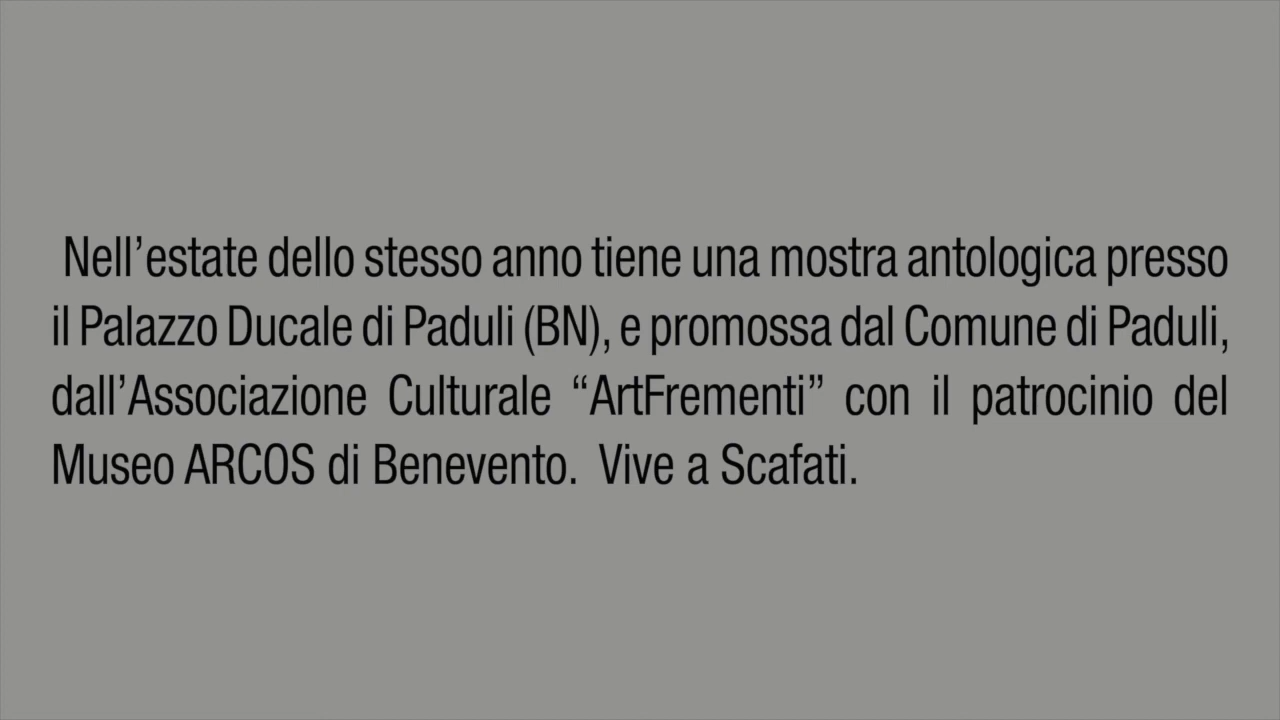 Nell’estate dello stesso anno tiene una mostra antologica presso
il Palazzo Ducale di Paduli (BN), e promossa dal Comune di Paduli,
dall’Associazione Culturale “ArtFrementi” con il patrocinio del
Museo ARCOS di Benevento.  Vive a Scafati.